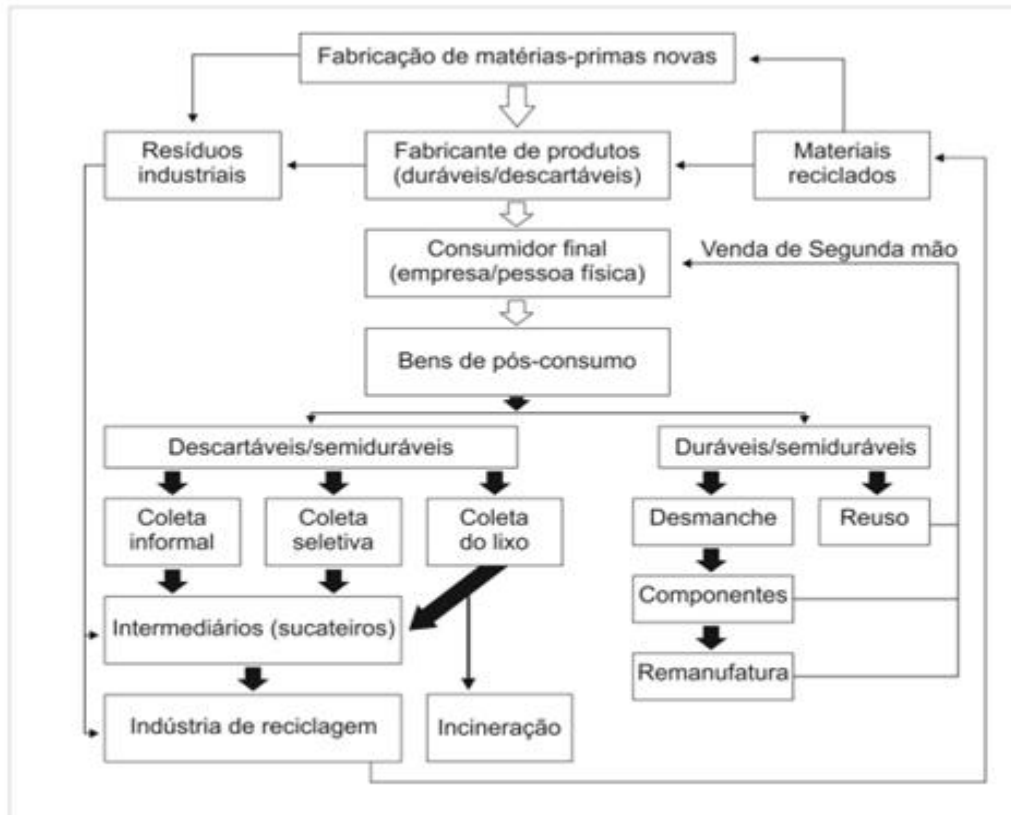 Fabricação de matérias-primas novas
Resíduos
industriais
Fabricante de produtos
(duráveis/descartáveis)
Materiais
reciclados
Consumidor final
(empresa/pessoa física)
Venda de Segunda mão
Bens de pós-consumo
Descartáveis/semiduráveis
Duráveis/semiduráveis
Coleta
informal
Coleta
seletiva
Coleta
do lixo
Desmanche
Reuso
Componentes
Intermediários (sucateiros)
Remanufatura
Indústria de reciclagem
Incineração